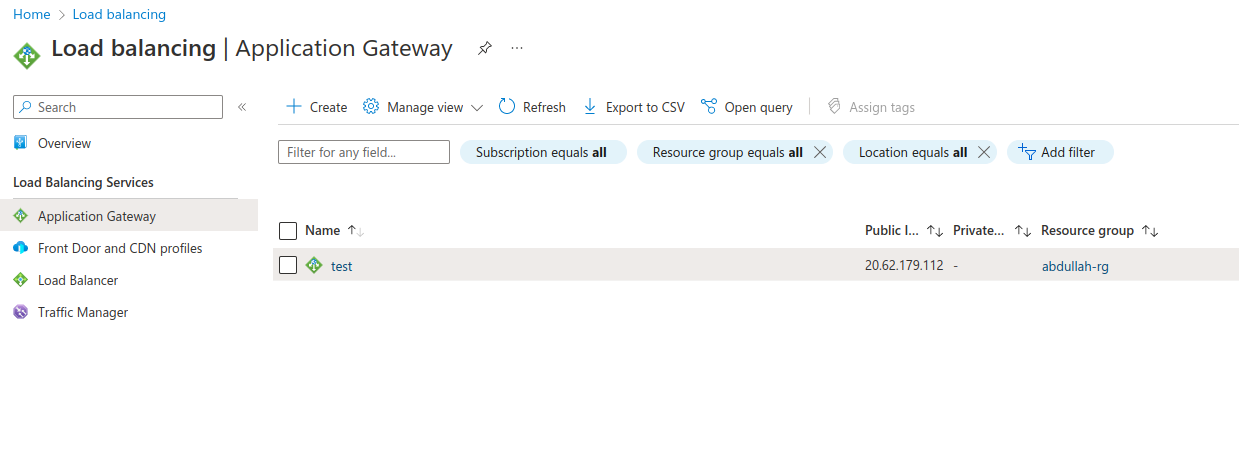 Home > Load balancing
Load balancing | Application Gateway ...
Search «
Overview
Load Balancing Services
Application Gateway
Front Door and CDN profiles
Load Balancer
Traffic Manager
+ Create Manage view Refresh Export to CSV Open query Assign tags
Filter for any field... Subscription equals all Resource group equals all Location equals all Add filter
Name Public I... Private... Resource group
test 20.62.179.112 - abdullah-rg